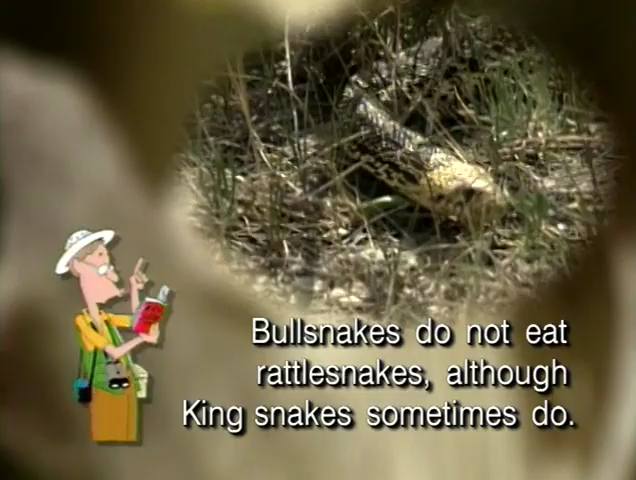 Bullsnakes do not eat
rattlesnakes, although
King snakes sometimes do.